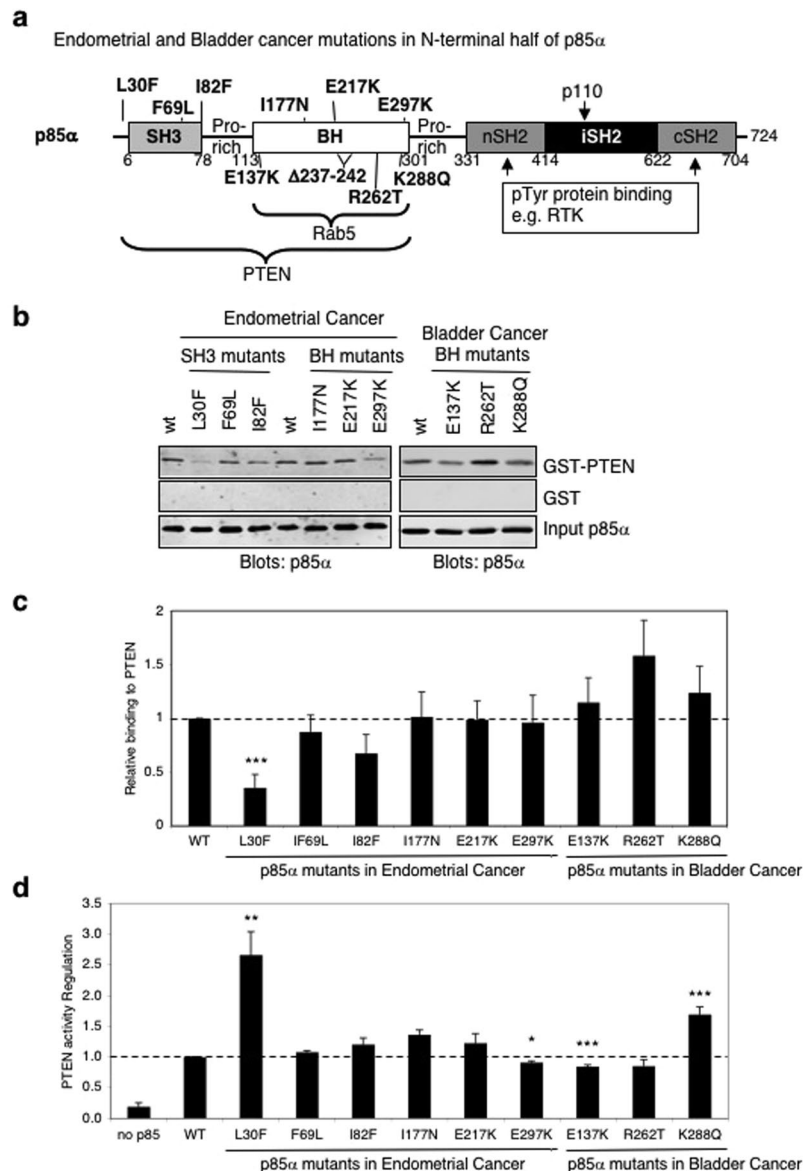 a
Endometrial and Bladder cancer mutations in N-terminal half of p85α
L30F I82F E217K p110
F69L I177N E297K
Pro-rich Pro-rich
p85α SH3 BH nSH2 iSH2 cSH2 724
6 78 113 301 331 414 622 704
E137K Δ237-242 K288Q
R262T
pTyr protein binding
e.g. RTK
Rab5
PTEN
b
Endometrial Cancer
Bladder Cancer
SH3 mutants BH mutants BH mutants
wt L30F F69L I82F wt I177N E217K E297K wt E137K R262T K288Q
GST-PTEN
GST
Input p85α
Blots: p85α Blots: p85α
c
Relative binding to PTEN
2
1.5
1
0.5
0
WT L30F IF69L I82F I177N E217K E297K E137K R262T K288Q
***
p85α mutants in Endometrial Cancer p85α mutants in Bladder Cancer
d
PTEN activity Regulation
3.5
3.0
2.5
2.0
1.5
1.0
0.5
0.0
** * *** ***
no p85 WT L30F F69L I82F I177N E217K E297K E137K R262T K288Q
p85α mutants in Endometrial Cancer p85α mutants in Bladder Cancer